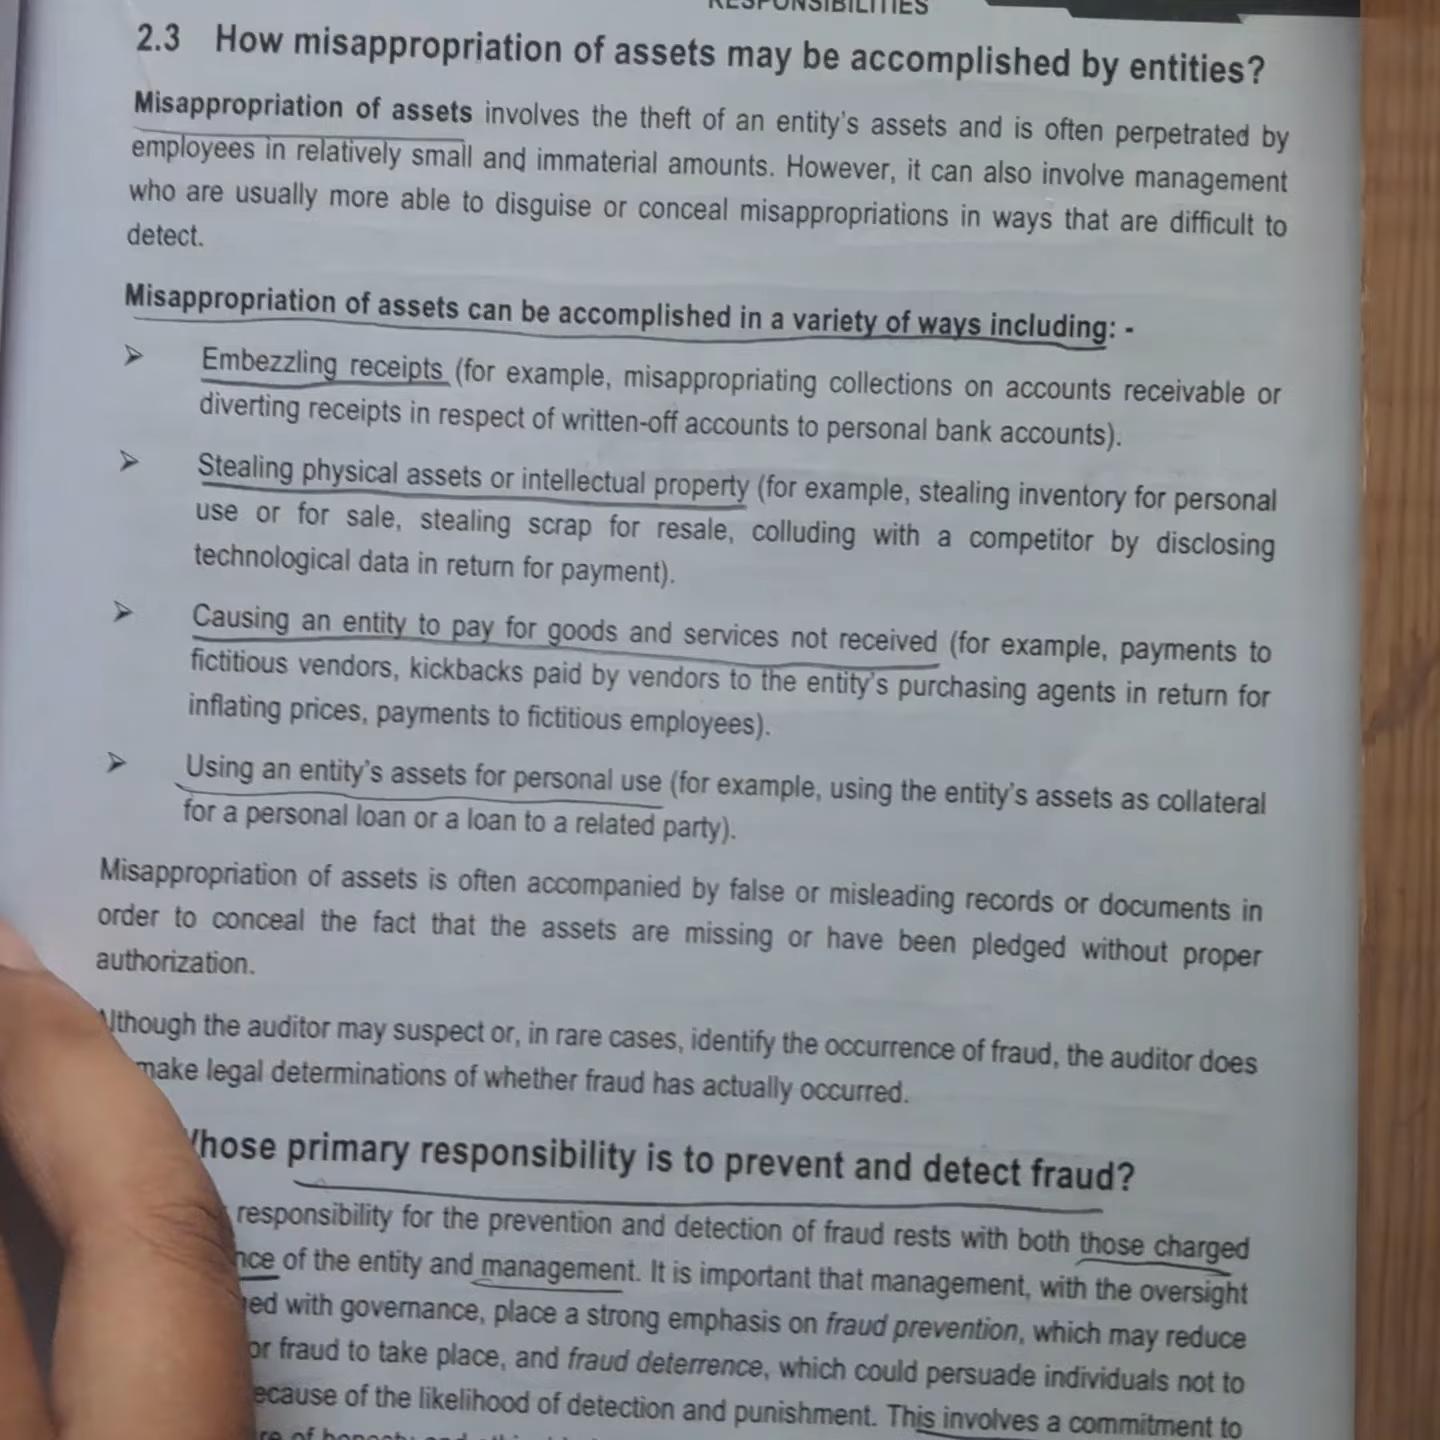 RESPONSIBILITIES
2.3 How misappropriation of assets may be accomplished by entities?
Misappropriation of assets involves the theft of an entity's assets and is often perpetrated by
employees in relatively small and immaterial amounts. However, it can also involve management
who are usually more able to disguise or conceal misappropriations in ways that are difficult to
detect.
Misappropriation of assets can be accomplished in a variety of ways including: -
➢ Embezzling receipts (for example, misappropriating collections on accounts receivable or
diverting receipts in respect of written-off accounts to personal bank accounts).
➢ Stealing physical assets or intellectual property (for example, stealing inventory for personal
use or for sale, stealing scrap for resale, colluding with a competitor by disclosing
technological data in return for payment).
➢ Causing an entity to pay for goods and services not received (for example, payments to
fictitious vendors, kickbacks paid by vendors to the entity's purchasing agents in return for
inflating prices, payments to fictitious employees).
➢ Using an entity's assets for personal use (for example, using the entity's assets as collateral
for a personal loan or a loan to a related party).
Misappropriation of assets is often accompanied by false or misleading records or documents in
order to conceal the fact that the assets are missing or have been pledged without proper
authorization.
Although the auditor may suspect or, in rare cases, identify the occurrence of fraud, the auditor does
make legal determinations of whether fraud has actually occurred.
Whose primary responsibility is to prevent and detect fraud?
responsibility for the prevention and detection of fraud rests with both those charged
of the entity and management. It is important that management, with the oversight
with governance, place a strong emphasis on fraud prevention, which may reduce
fraud to take place, and fraud deterrence, which could persuade individuals not to
because of the likelihood of detection and punishment. This involves a commitment to